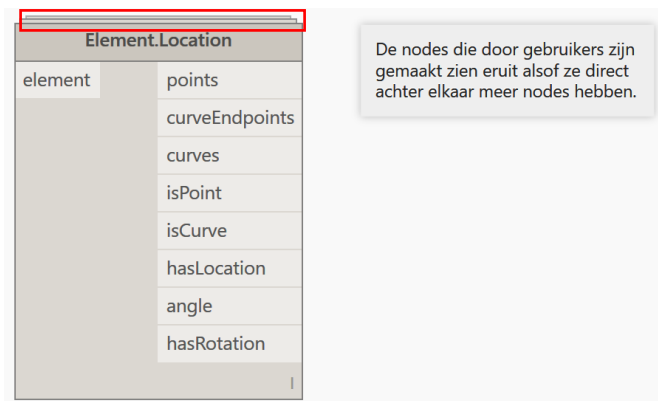 Element.Location
element
points
curveEndpoints
curves
isPoint
isCurve
hasLocation
angle
hasRotation
I
De nodes die door gebruikers zijn
gemaakt zien eruit alsof ze direct
achter elkaar meer nodes hebben.